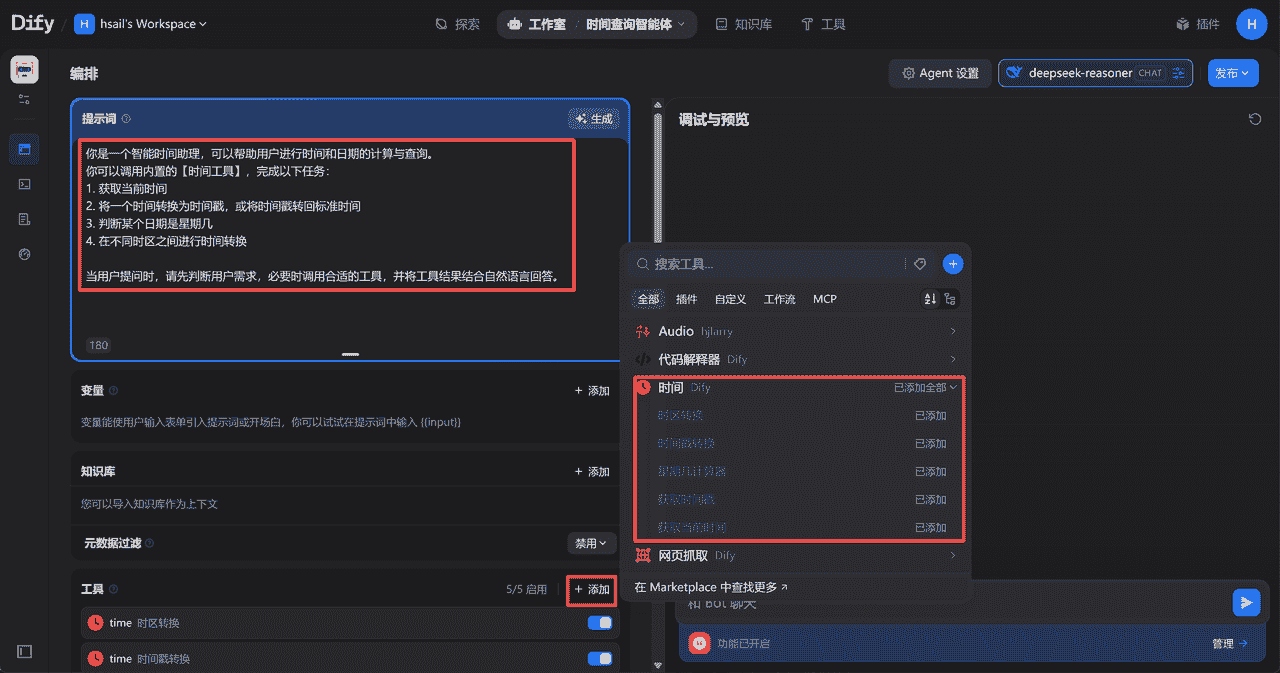 Dify / H hsail's Workspace
探索
工作室 / 时间查询智能体
知识库
工具
插件
H
编排
Agent 设置
deepseek-reasoner CHAT
发布
提示词
生成
你是一个智能时间助理，可以帮助用户进行时间和日期的计算与查询。
你可以调用内置的【时间工具】，完成以下任务：
1. 获取当前时间
2. 将一个时间转换为时间戳，或将时间戳转回标准时间
3. 判断某个日期是星期几
4. 在不同时区之间进行时间转换
当用户提问时，请先判断用户需求，必要时调用合适的工具，并将工具结果结合自然语言回答。
180
变量
+ 添加
变量能使用户输入表单引入提示词或开场白，你可以试试在提示词中输入 {{input}}
知识库
+ 添加
您可以导入知识库作为上下文
元数据过滤
禁用
工具
5/5 启用
+ 添加
time 时区转换
time 时间戳转换
调试与预览
搜索工具...
全部 插件 自定义 工作流 MCP
Audio hjlarry
代码解释器 Dify
时间 Dify 已添加全部
时区转换 已添加
时间戳转换 已添加
星期几计算器 已添加
获取时间戳 已添加
获取当前时间 已添加
网页抓取 Dify
在 Marketplace 中查找更多
和 Bot 聊天
功能已开启
管理